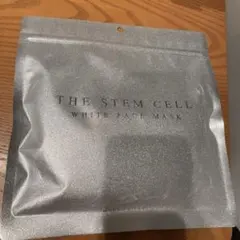 THE STEM CELL
WHITE FACE MASK